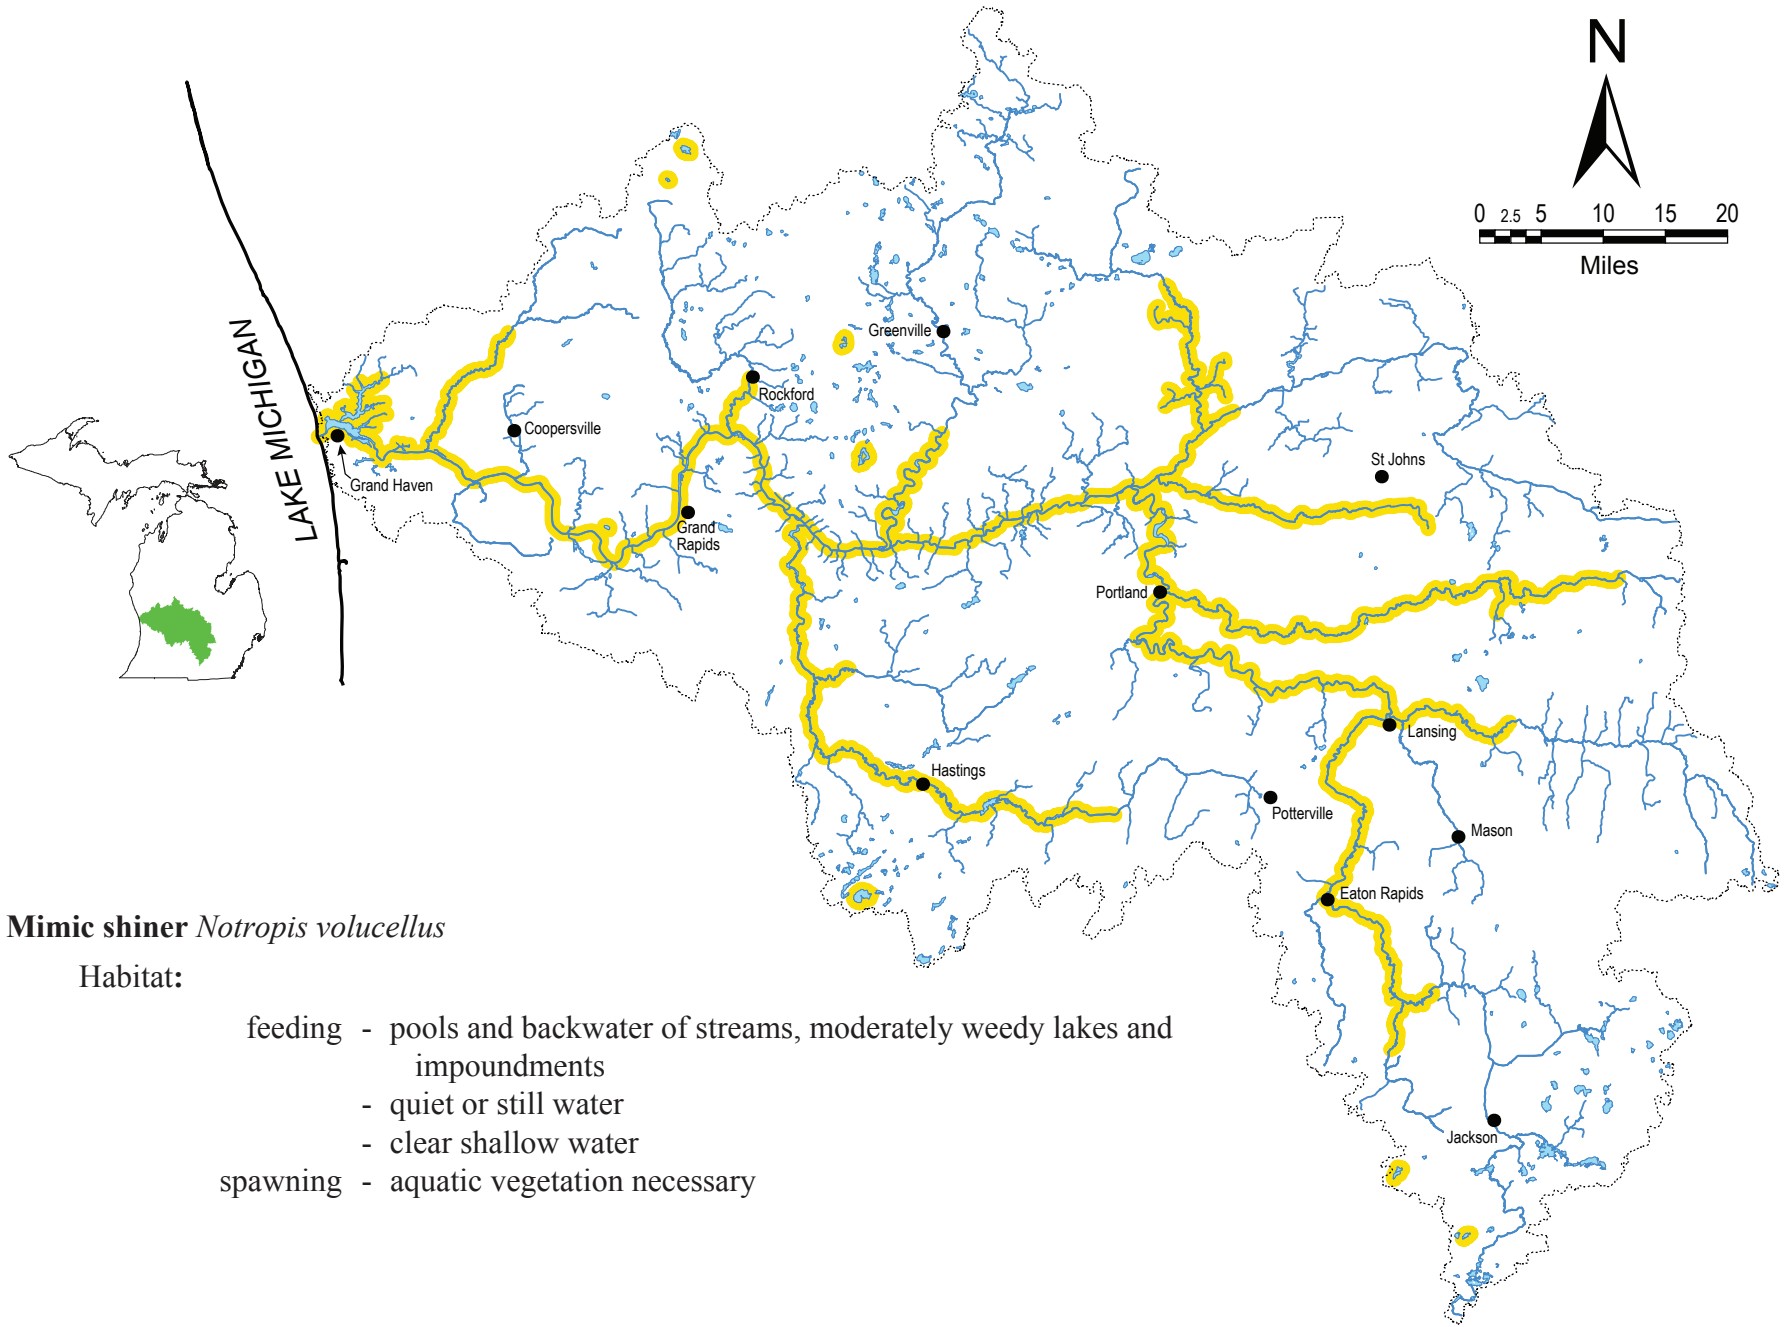 N
0 2.5 5 10 15 20
Miles
LAKE MICHIGAN
Greenville
Rockford
Coopersville
Grand Haven
St Johns
Grand
Rapids
Portland
Lansing
Hastings
Potterville
Mason
Eaton Rapids
Jackson
Mimic shiner Notropis volucellus
Habitat:
feeding - pools and backwater of streams, moderately weedy lakes and
impoundments
- quiet or still water
- clear shallow water
spawning - aquatic vegetation necessary